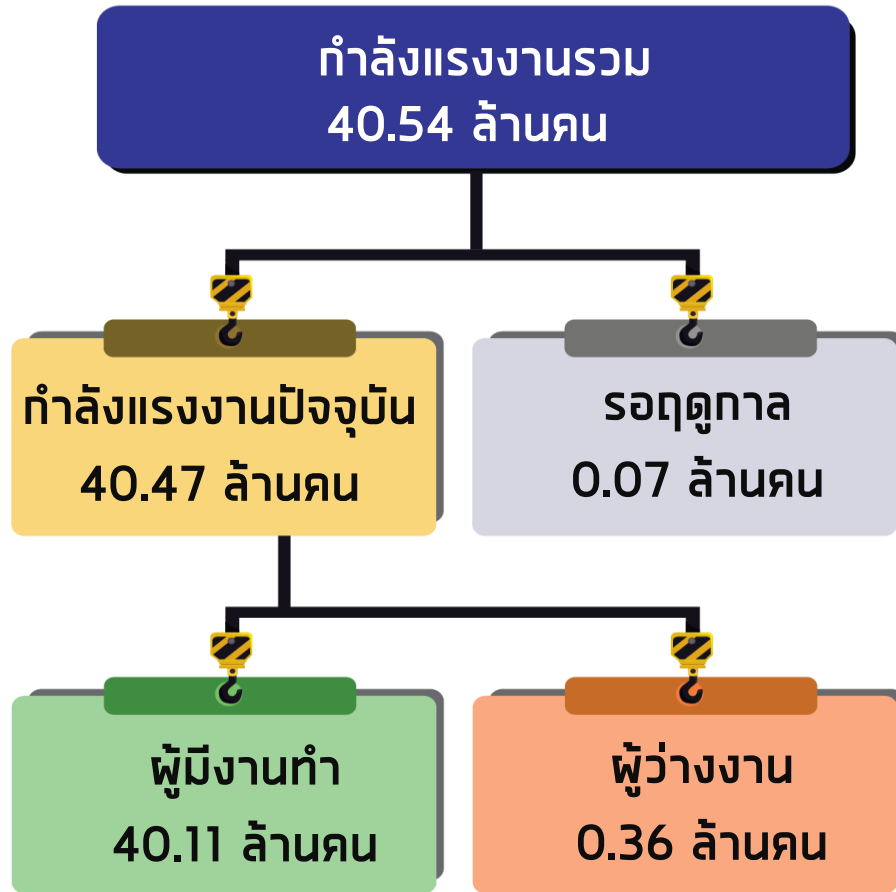 กำลังแรงงานรวม
40.54 ล้านคน
กำลังแรงงานปัจจุบัน
40.47 ล้านคน
รอฤดูกาล
0.07 ล้านคน
ผู้มีงานทำ
40.11 ล้านคน
ผู้ว่างงาน
0.36 ล้านคน